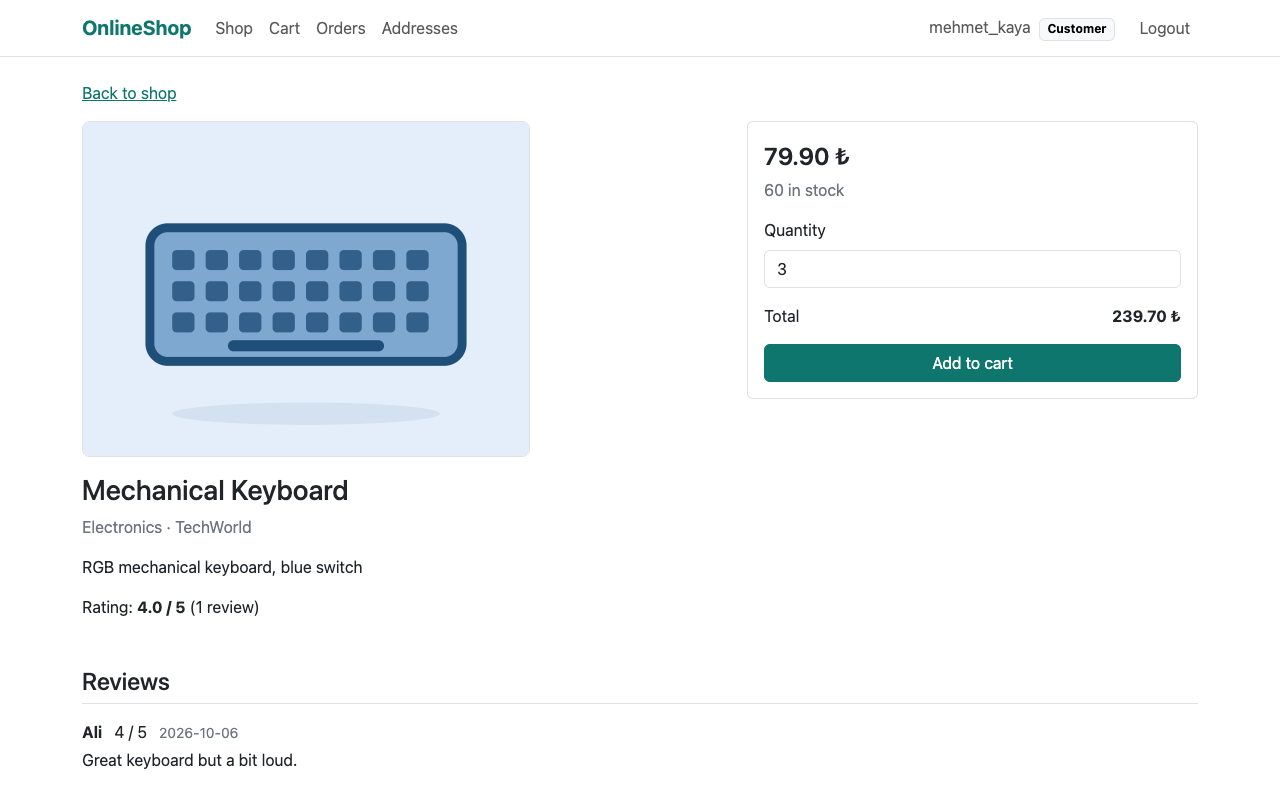 OnlineShop Shop Cart Orders Addresses mehmet_kaya Customer Logout
Back to shop
79.90 ₺
60 in stock
Quantity
3
Total 239.70 ₺
Add to cart
Mechanical Keyboard
Electronics · TechWorld
RGB mechanical keyboard, blue switch
Rating: 4.0 / 5 (1 review)
Reviews
Ali 4 / 5 2026-10-06
Great keyboard but a bit loud.